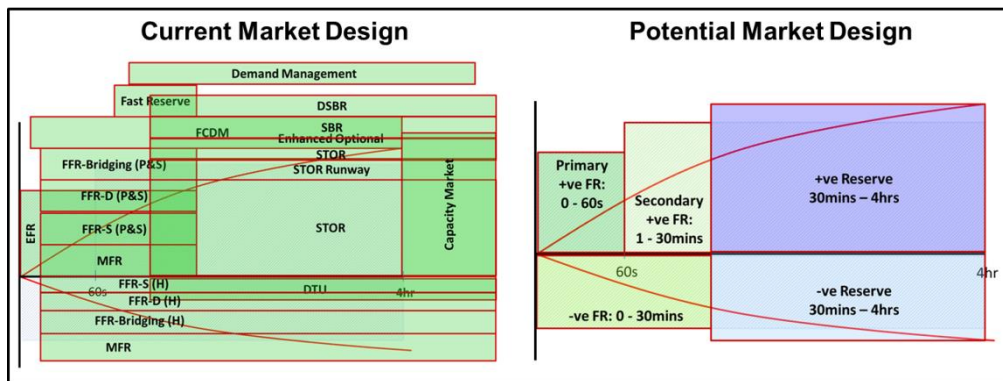 Current Market Design
Demand Management
Fast Reserve
DSBR
FCDM
SBR
Enhanced Optional
STOR
FFR-Bridging (P&S)
STOR Runway
FFR-D (P&S)
EFR
FFR-S (P&S)
STOR
Capacity Market
MFR
60s
4hr
FFR-S (H)
DTU
FFR-D (H)
FFR-Bridging (H)
MFR
Potential Market Design
Primary
+ve FR:
0 - 60s
Secondary
+ve FR:
1 - 30mins
+ve Reserve
30mins – 4hrs
60s
4hr
-ve FR: 0 - 30mins
-ve Reserve
30mins – 4hrs